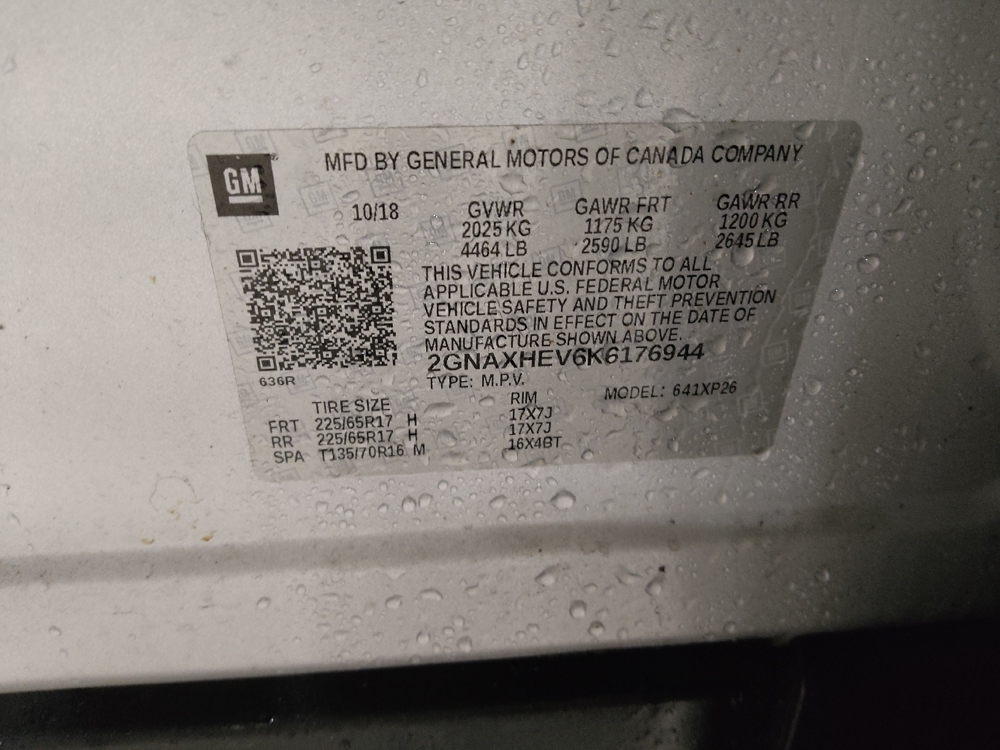 GM
MFD BY GENERAL MOTORS OF CANADA COMPANY
10/18 GVWR GAWR FRT GAWR RR
2025 KG 1175 KG 1200 KG
4464 LB 2590 LB 2645 LB
THIS VEHICLE CONFORMS TO ALL
APPLICABLE U.S. FEDERAL MOTOR
VEHICLE SAFETY AND THEFT PREVENTION
STANDARDS IN EFFECT ON THE DATE OF
MANUFACTURE SHOWN ABOVE.
2GNAXHEV6K6176944
636R TYPE: M.P.V. MODEL: 641XP26
TIRE SIZE RIM
FRT 225/65R17 H 17X7J
RR 225/65R17 H 17X7J
SPA T135/70R16 M 16X4BT